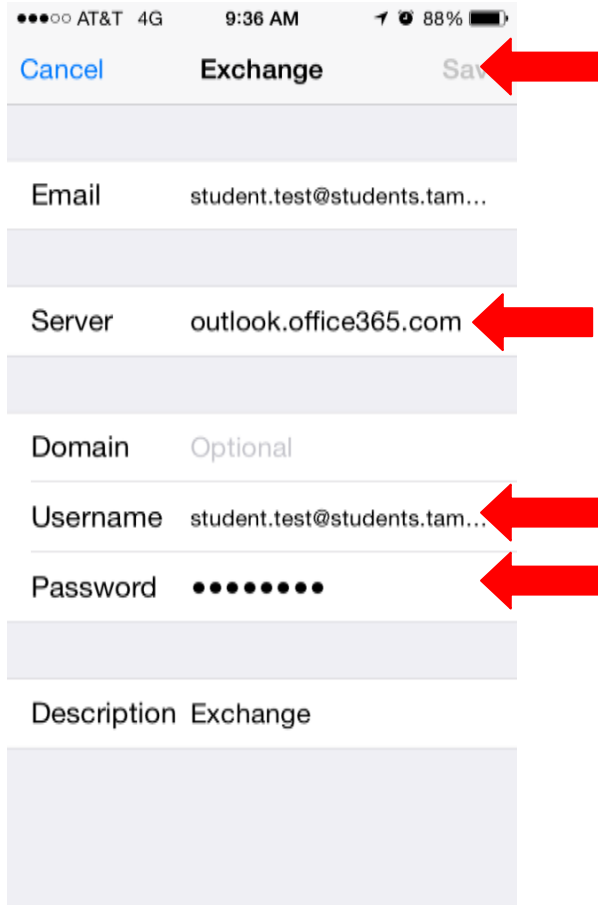 AT&T 4G 9:36 AM 88%
Cancel Exchange
Email student.test@students.tam...
Server outlook.office365.com
Domain Optional
Username student.test@students.tam...
Password ••••••••
Description Exchange